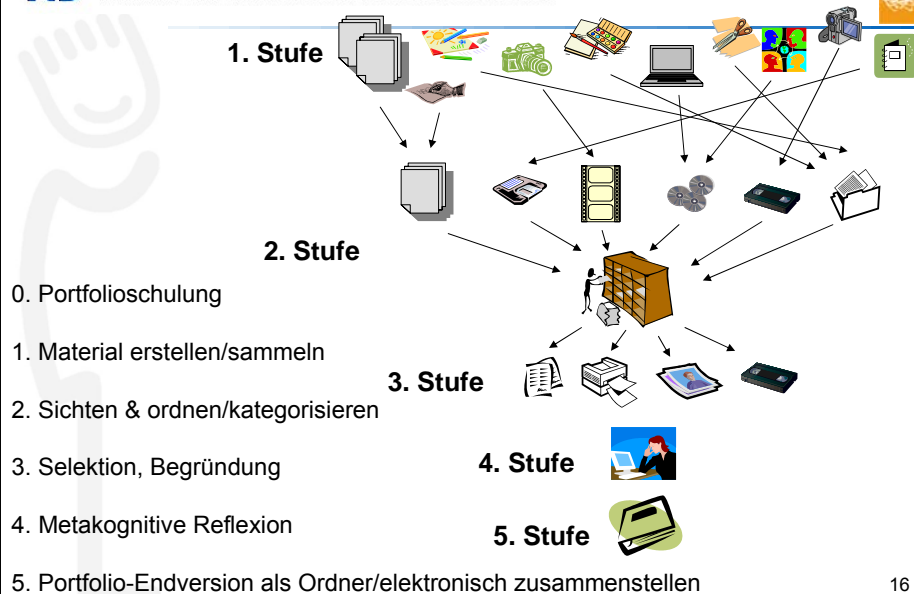 1. Stufe
2. Stufe
0. Portfolioschulung
1. Material erstellen/sammeln
3. Stufe
2. Sichten & ordnen/kategorisieren
3. Selektion, Begründung
4. Stufe
4. Metakognitive Reflexion
5. Stufe
5. Portfolio-Endversion als Ordner/elektronisch zusammenstellen
16